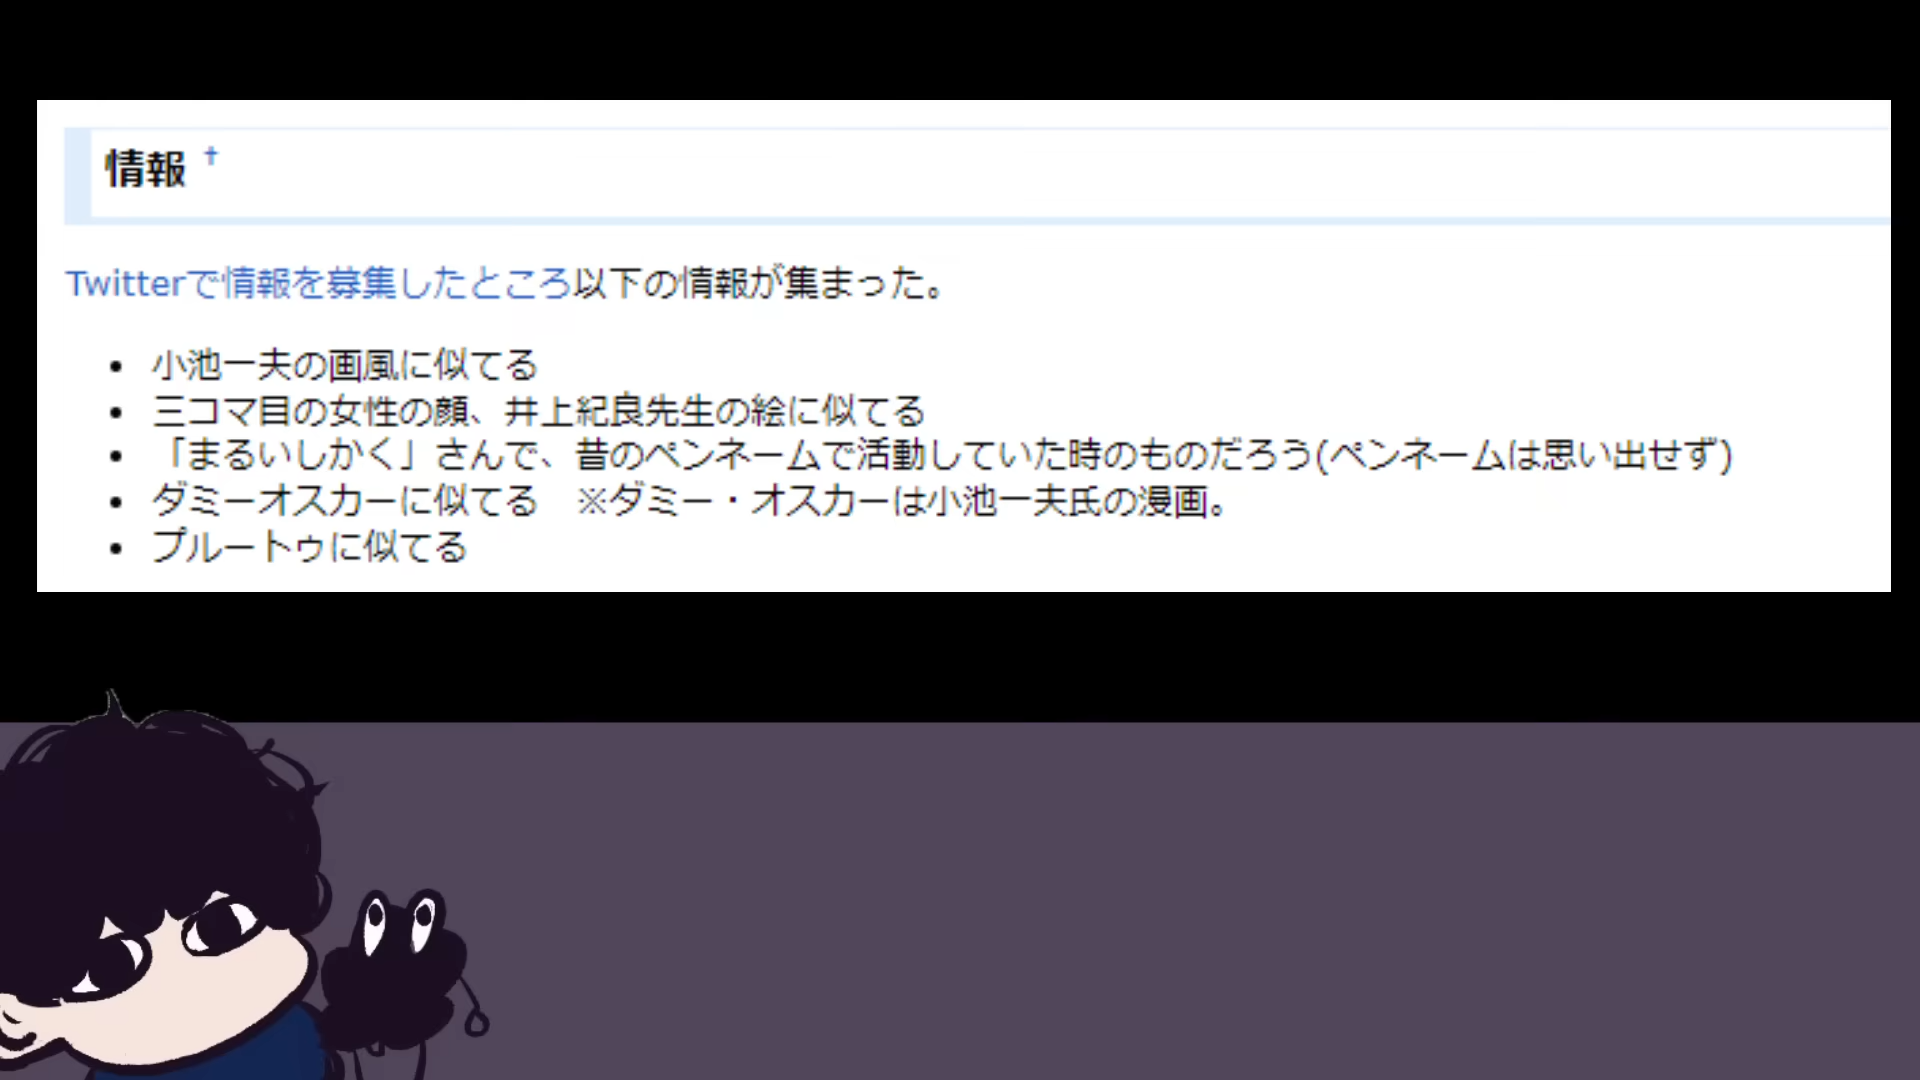 情報 †
Twitterで情報を募集したところ以下の情報が集まった。
• 小池一夫の画風に似てる
• 三コマ目の女性の顔、井上紀良先生の絵に似てる
• 「まるいしかく」さんで、昔のペンネームで活動していた時のものだろう(ペンネームは思い出せず)
• ダミーオスカーに似てる　※ダミー・オスカーは小池一夫氏の漫画。
• プルートゥに似てる